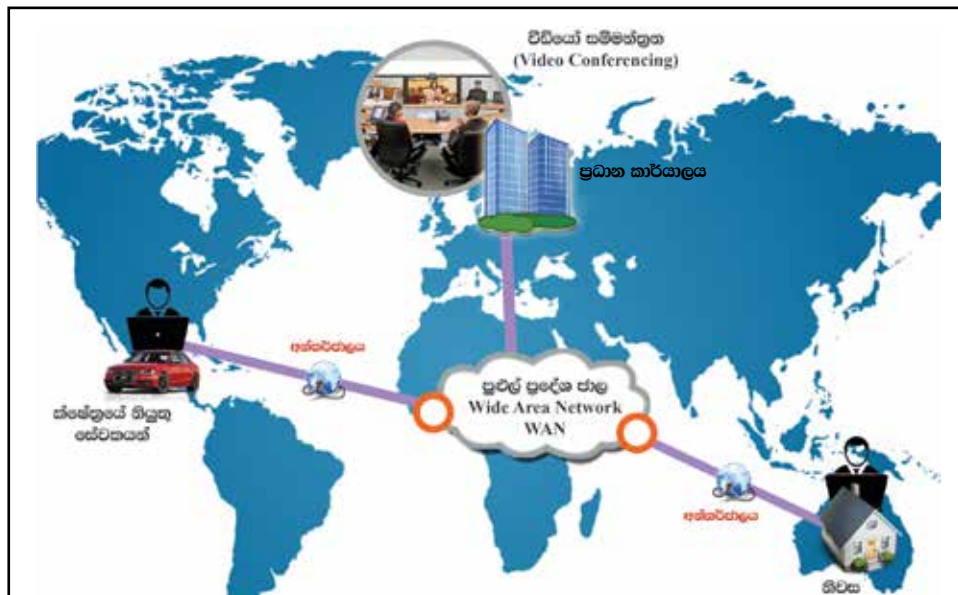 වීඩියෝ සම්මන්ත්‍රන
(Video Conferencing)
ප්‍රධාන කාර්යාලය
අන්තර්ජාලය
පුළුල් ප්‍රදේශ ජාල
Wide Area Network
WAN
ක්ෂේත්‍රයේ නියුතු
සේවකයන්
අන්තර්ජාලය
නිවස